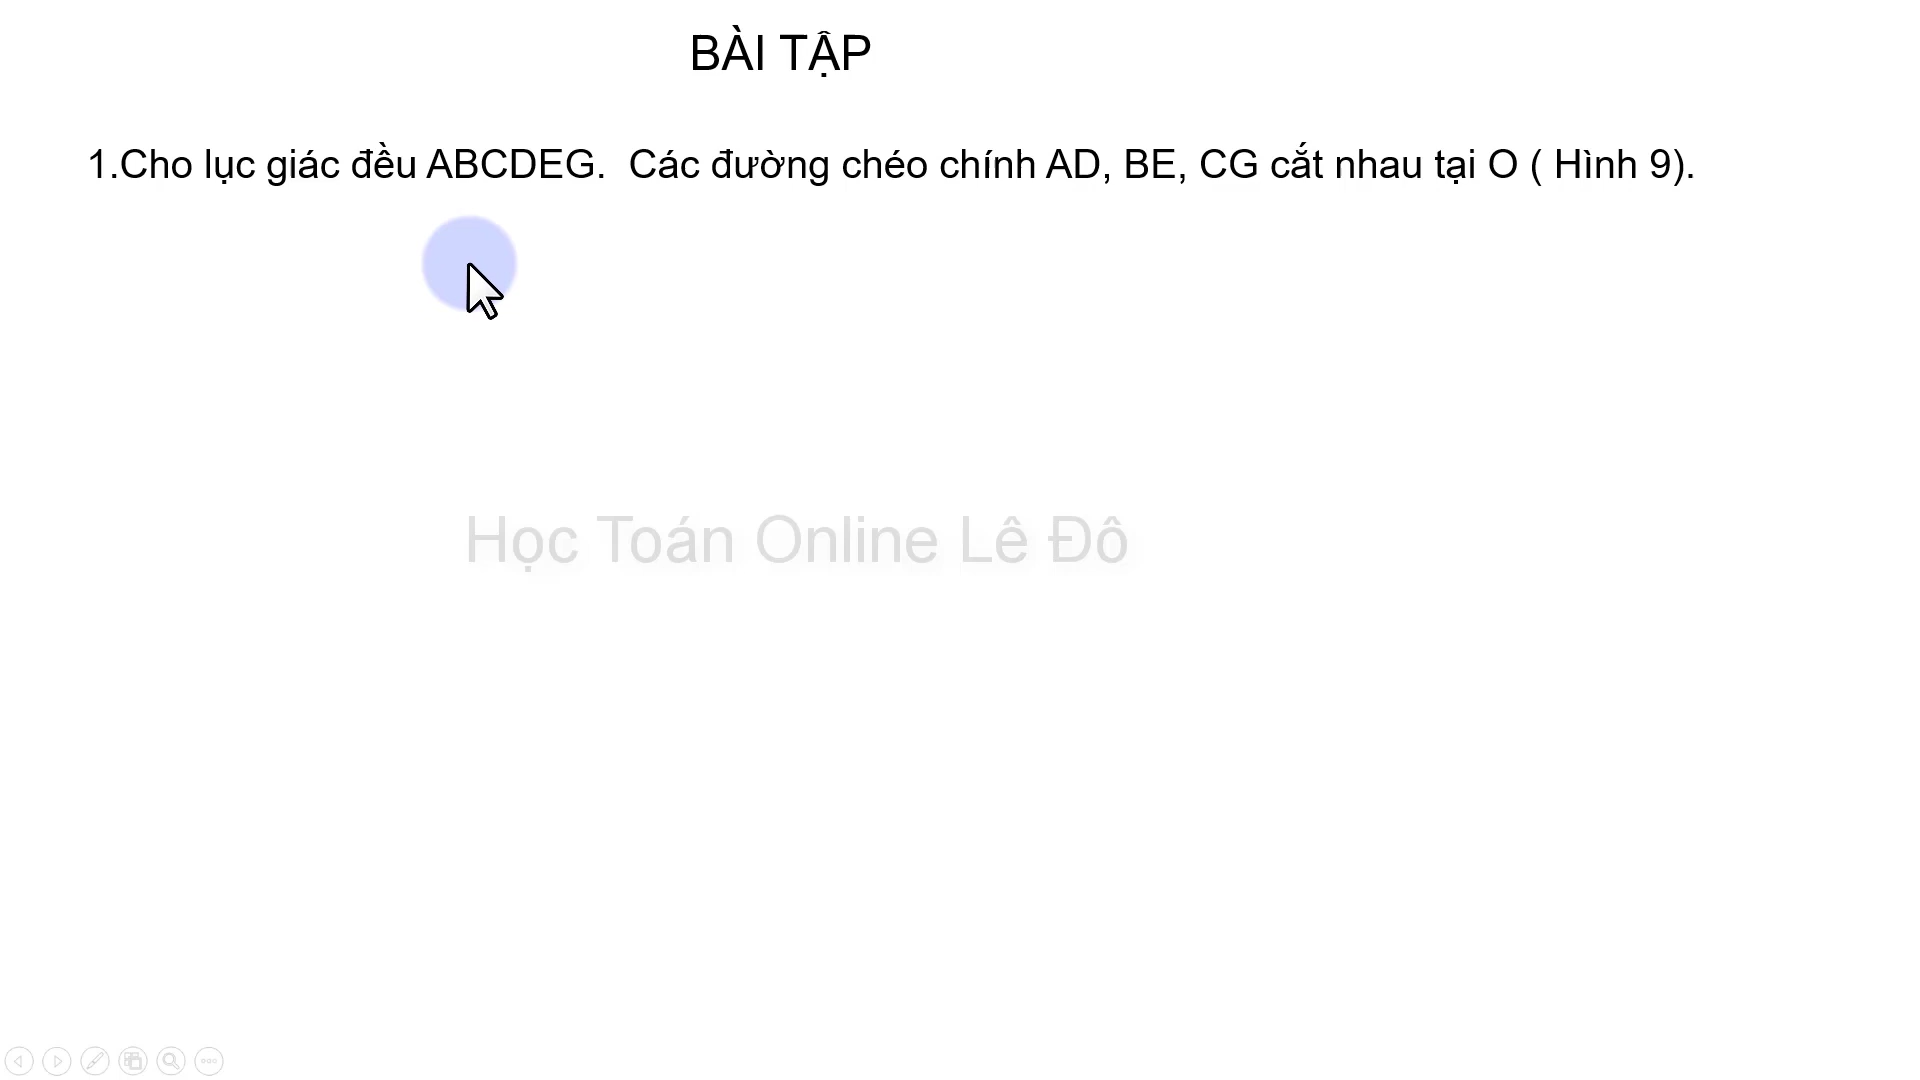 BÀI TẬP
1.Cho lục giác đều ABCDEG.  Các đường chéo chính AD, BE, CG cắt nhau tại O ( Hình 9).
Học Toán Online Lê Đô